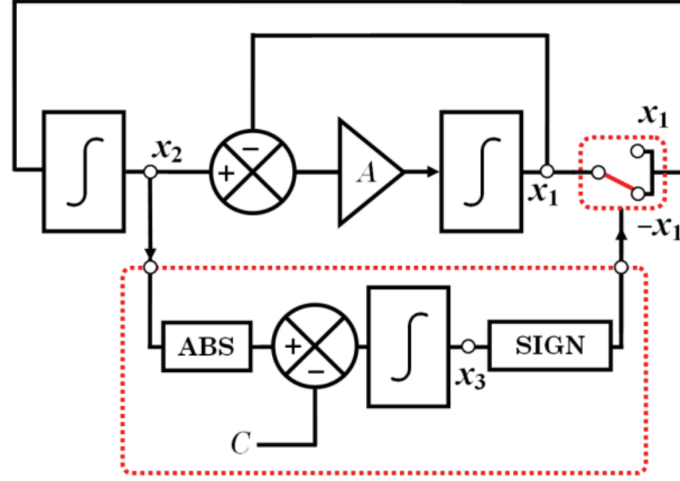 x₁
x₂
− 
+
A
x₁
−x₁
ABS
+
−
x₃
SIGN
C